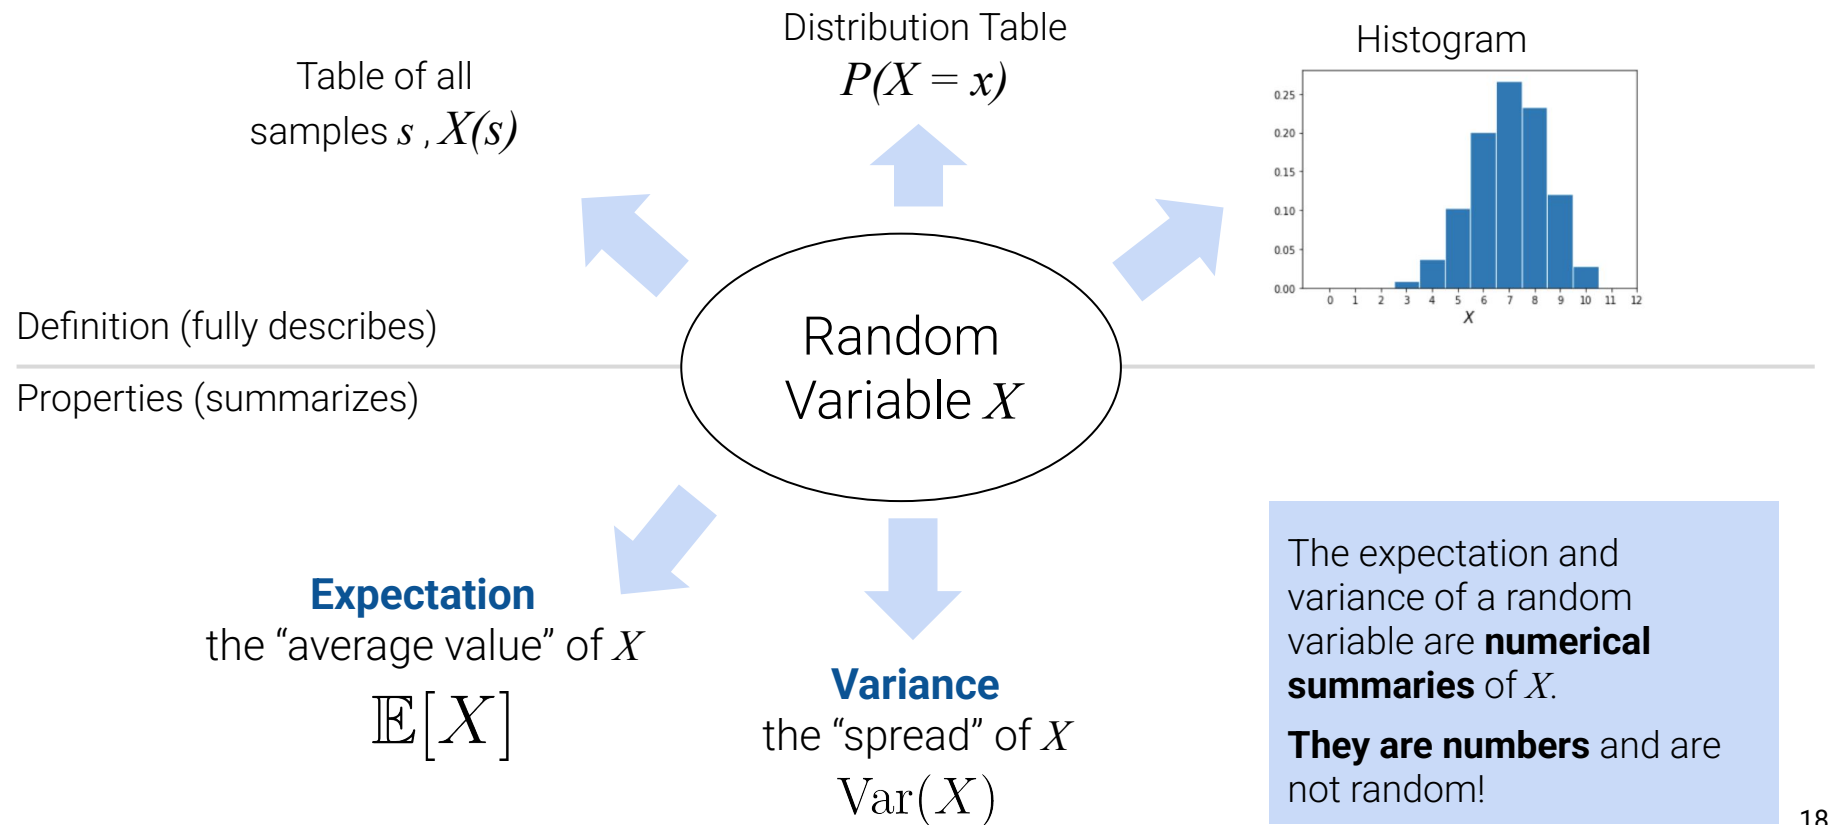 Distribution Table
P(X = x)
Table of all
samples s , X(s)
Histogram
0.25
0.20
0.15
0.10
0.05
0.00
0 1 2 3 4 5 6 7 8 9 10 11 12
X
Definition (fully describes)
Random
Variable X
Properties (summarizes)
Expectation
the “average value” of X
𝔼[X]
Variance
the “spread” of X
Var(X)
The expectation and
variance of a random
variable are numerical
summaries of X.
They are numbers and are
not random!
18